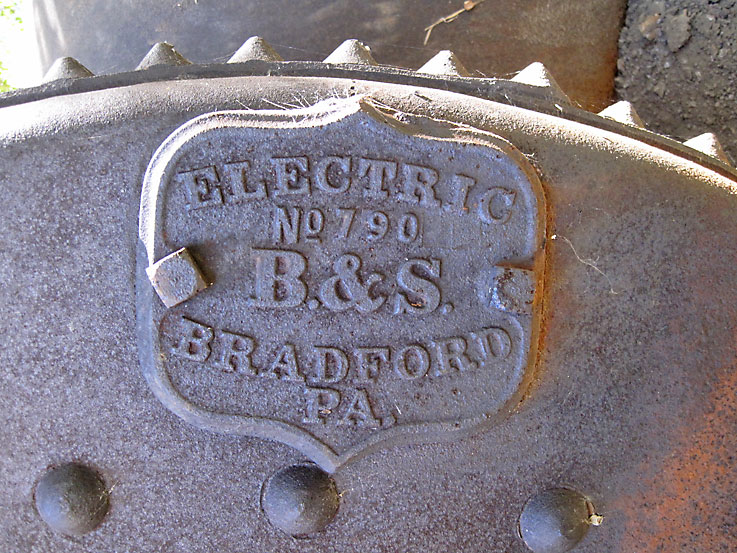 ELECTRIC
No 790
B.&S.
BRADFORD
PA.